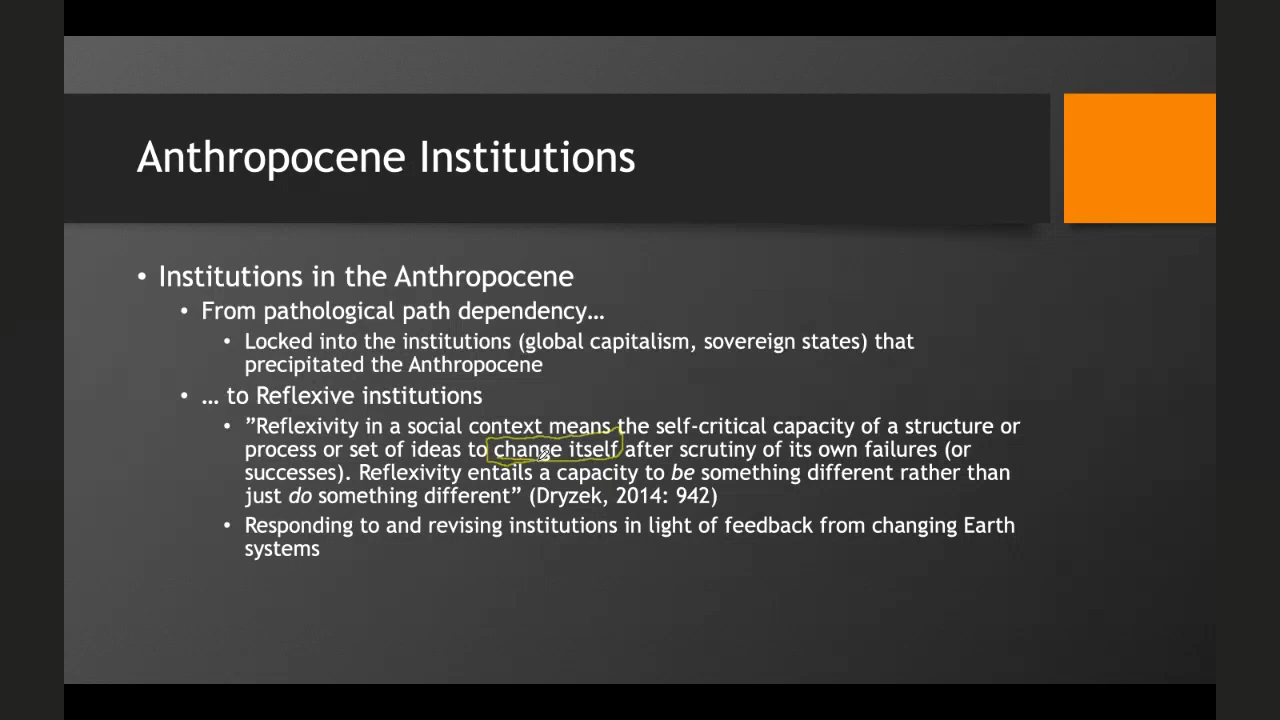 Anthropocene Institutions
• Institutions in the Anthropocene
• From pathological path dependency…
• Locked into the institutions (global capitalism, sovereign states) that
precipitated the Anthropocene
• … to Reflexive institutions
• ”Reflexivity in a social context means the self-critical capacity of a structure or
process or set of ideas to change itself after scrutiny of its own failures (or
successes). Reflexivity entails a capacity to be something different rather than
just do something different” (Dryzek, 2014: 942)
• Responding to and revising institutions in light of feedback from changing Earth
systems